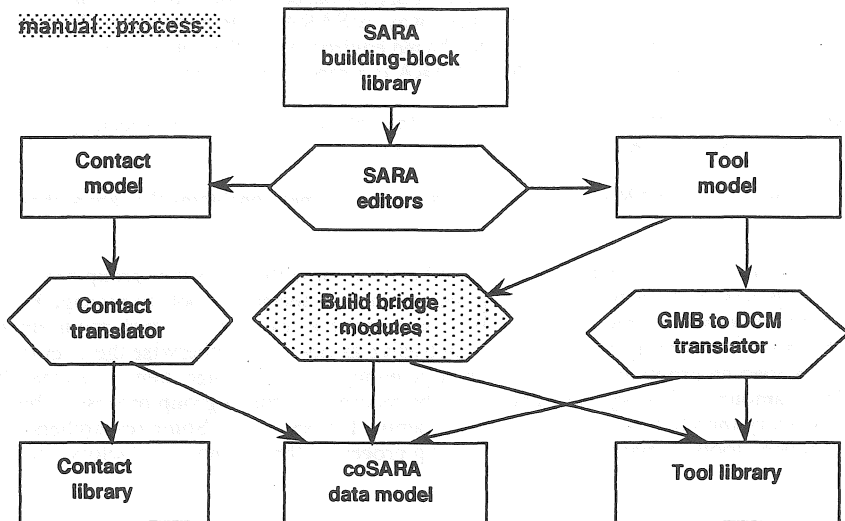 manual process
SARA
building-block
library
Contact
model
SARA
editors
Tool
model
Contact
translator
Build bridge
modules
GMB to DCM
translator
Contact
library
coSARA
data model
Tool library